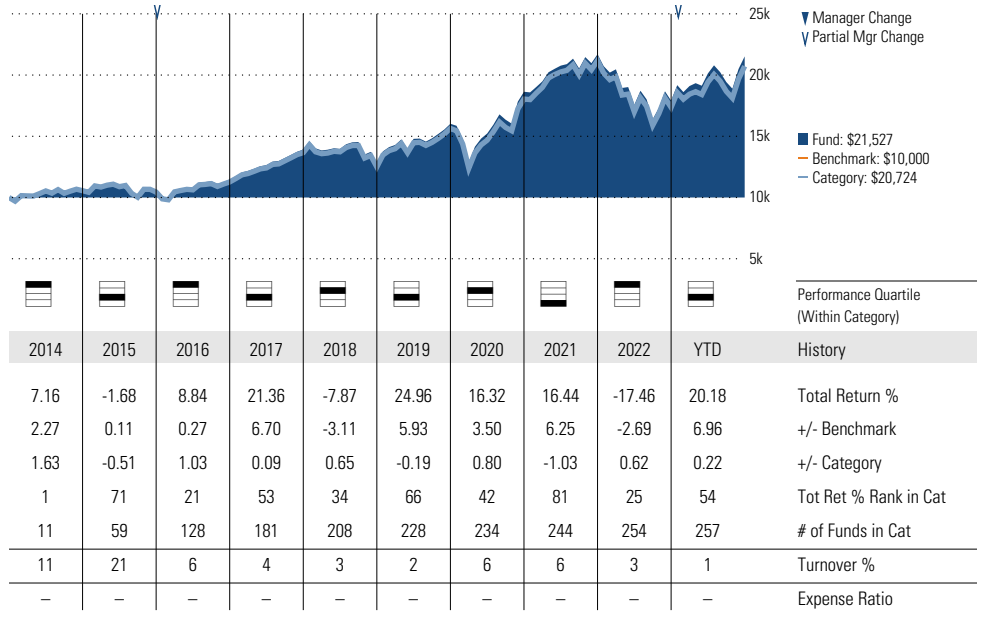 25k
▼ Manager Change
Partial Mgr Change
20k
15k
Fund: $21,527
Benchmark: $10,000
Category: $20,724
10k
5k
Performance Quartile
(Within Category)
2014 2015 2016 2017 2018 2019 2020 2021 2022 YTD History
7.16 -1.68 8.84 21.36 -7.87 24.96 16.32 16.44 -17.46 20.18 Total Return %
2.27 0.11 0.27 6.70 -3.11 5.93 3.50 6.25 -2.69 6.96 +/- Benchmark
1.63 -0.51 1.03 0.09 0.65 -0.19 0.80 -1.03 0.62 0.22 +/- Category
1 71 21 53 34 66 42 81 25 54 Tot Ret % Rank in Cat
11 59 128 181 208 228 234 244 254 257 # of Funds in Cat
11 21 6 4 3 2 6 6 3 1 Turnover %
– – – – – – – – – – Expense Ratio